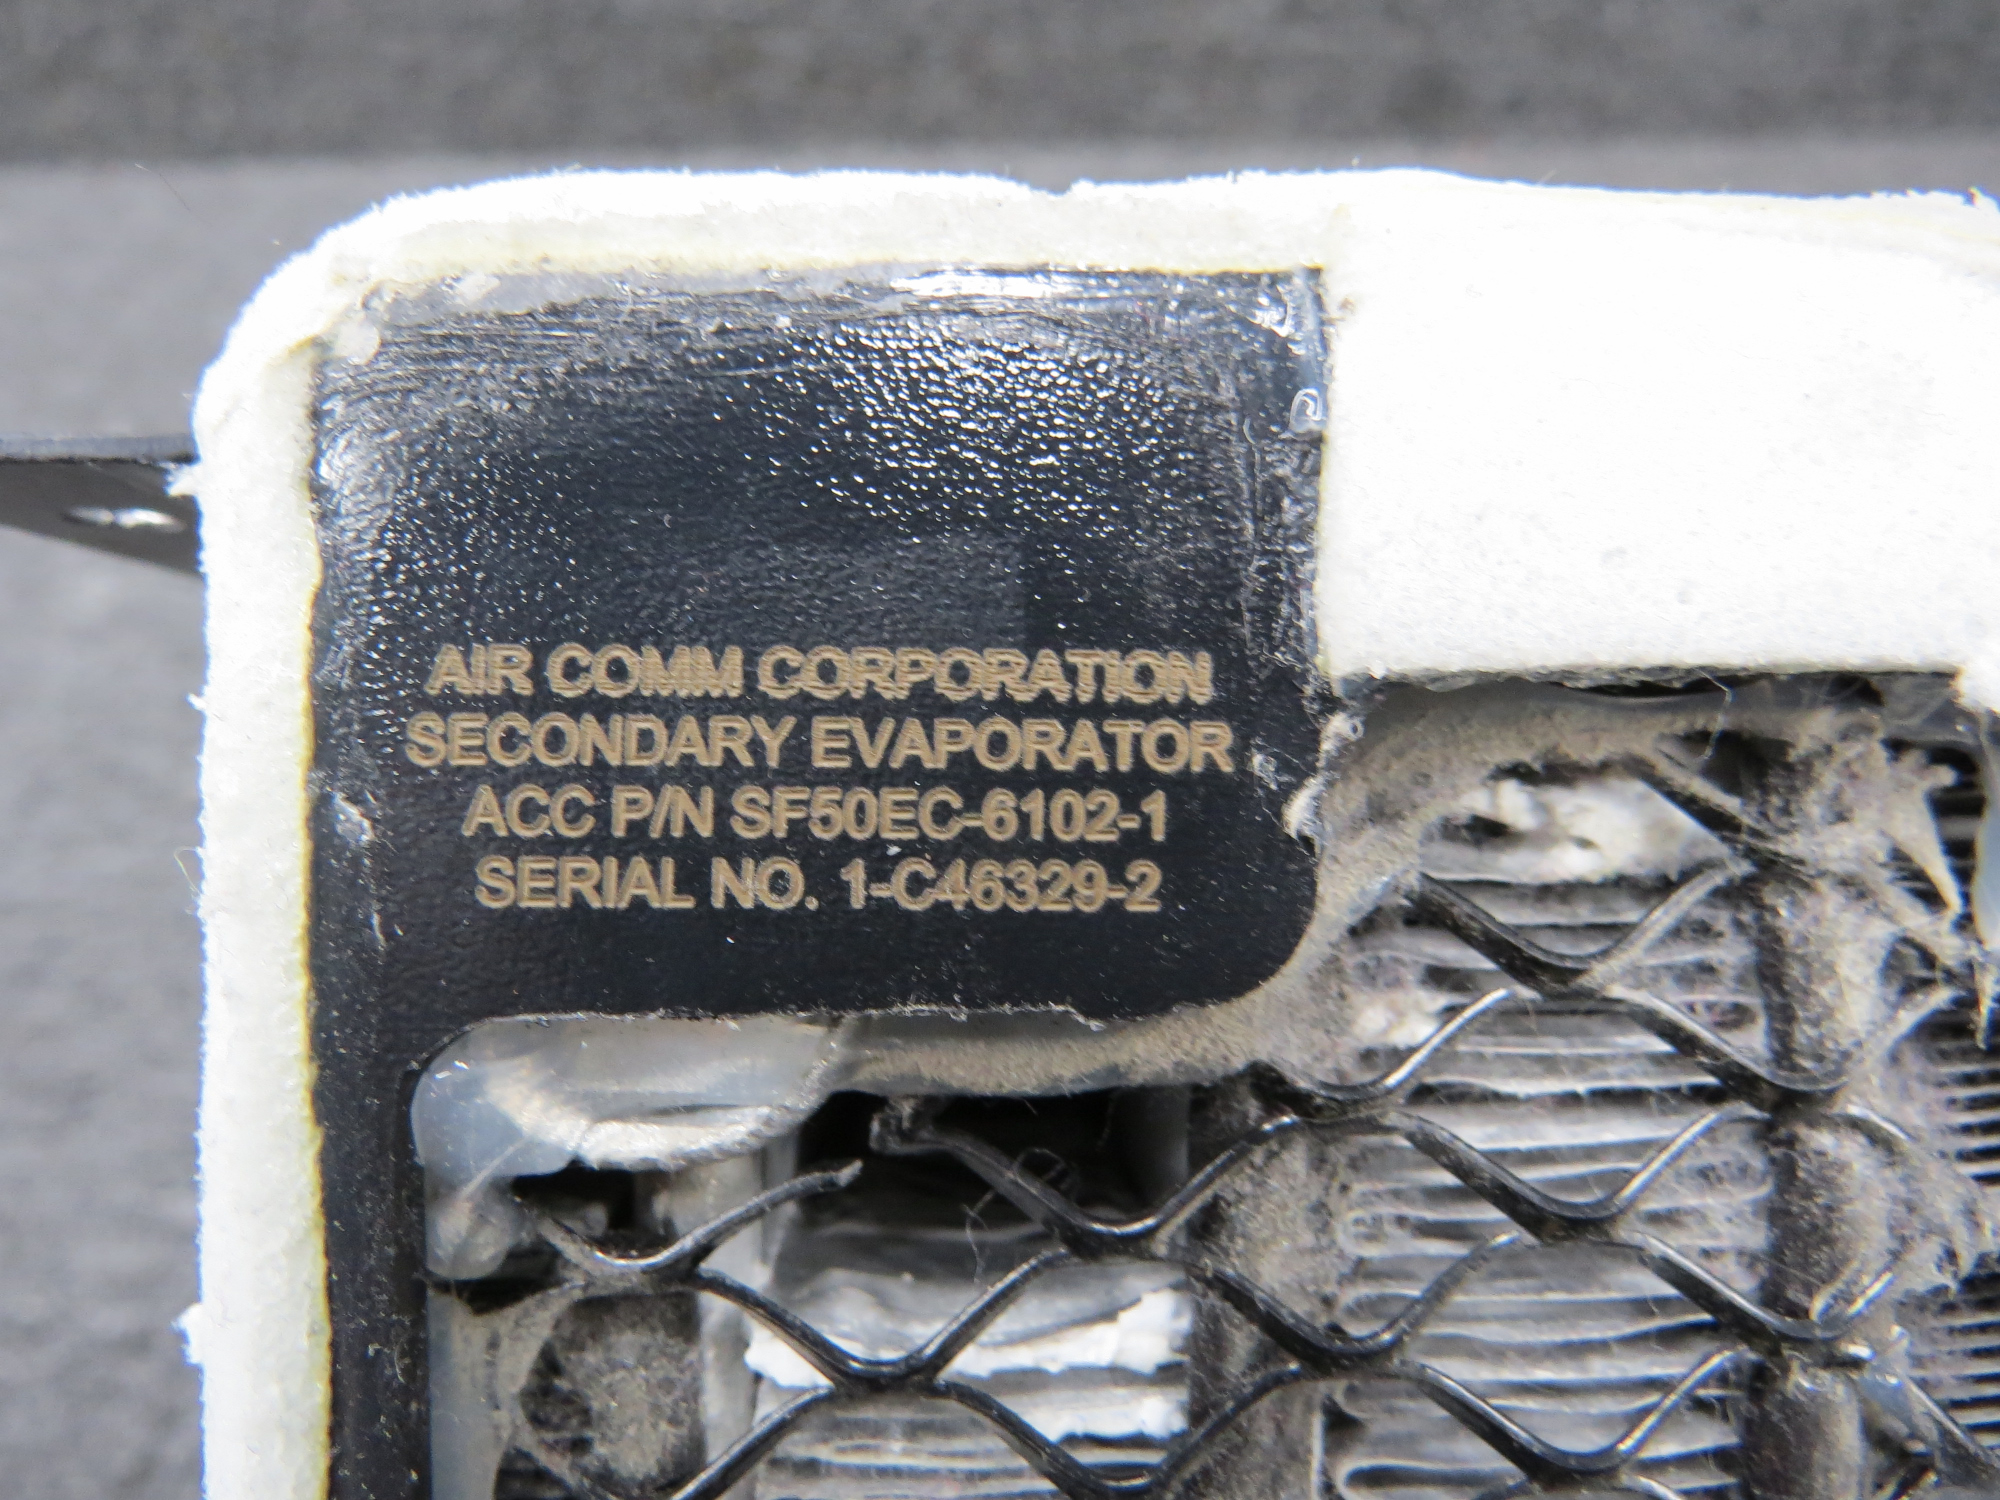 AIR COMM CORPORATION
SECONDARY EVAPORATOR
ACC P/N SF50EC-6102-1
SERIAL NO. 1-C46329-2